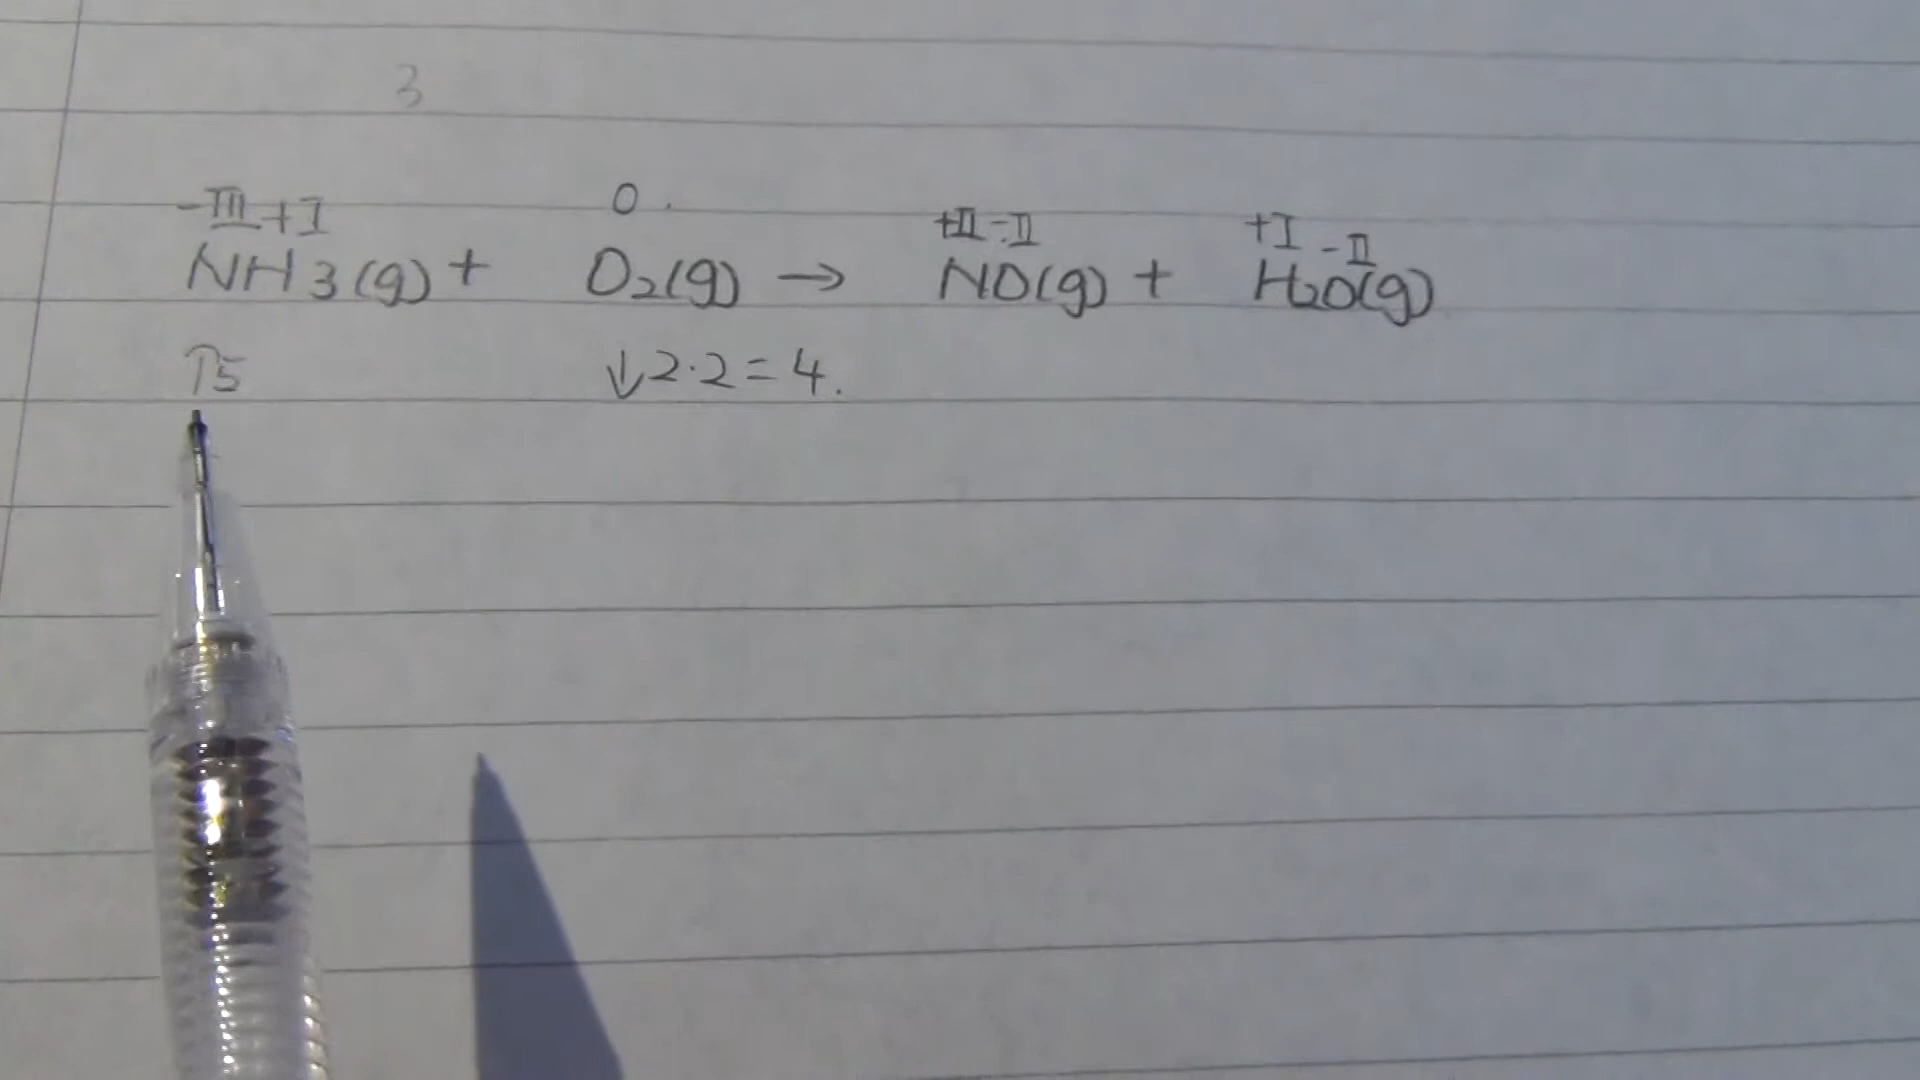 3
-III +I 0. +II -II +I -II
NH3(g) + O2(g) → NO(g) + H2O(g)
↑5 ↓2·2=4.